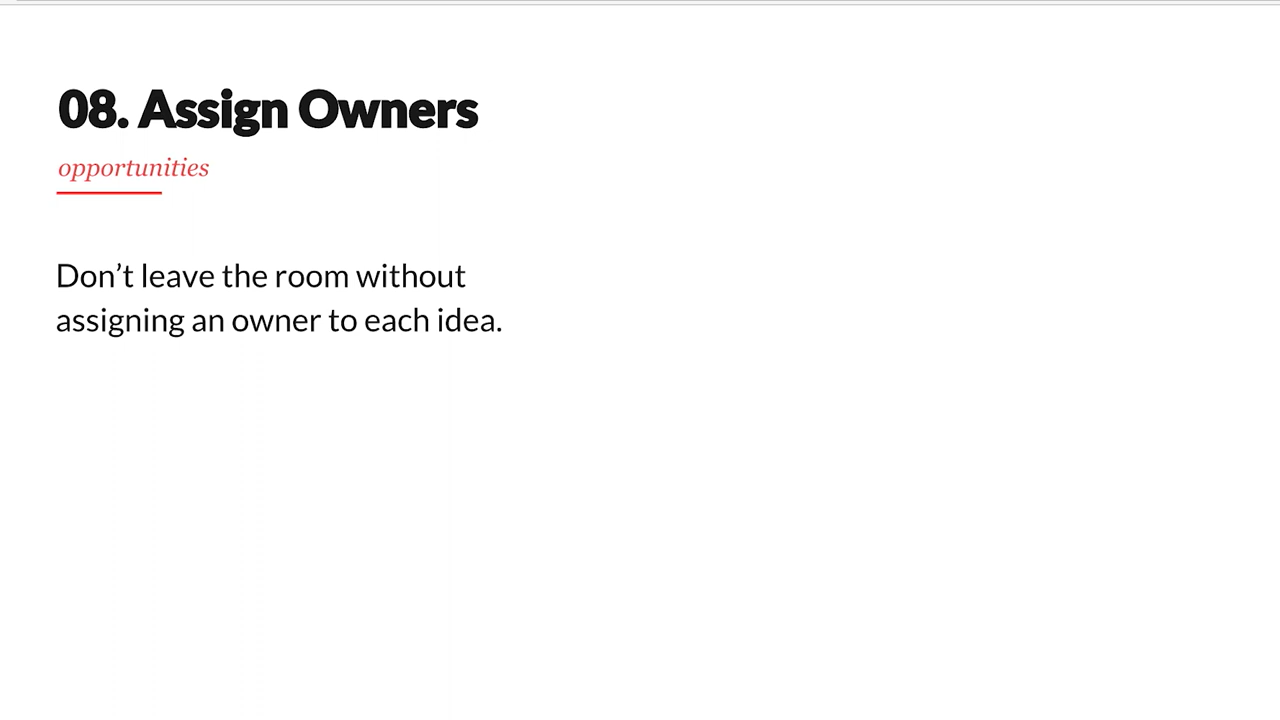 08. Assign Owners
opportunities
Don’t leave the room without
assigning an owner to each idea.